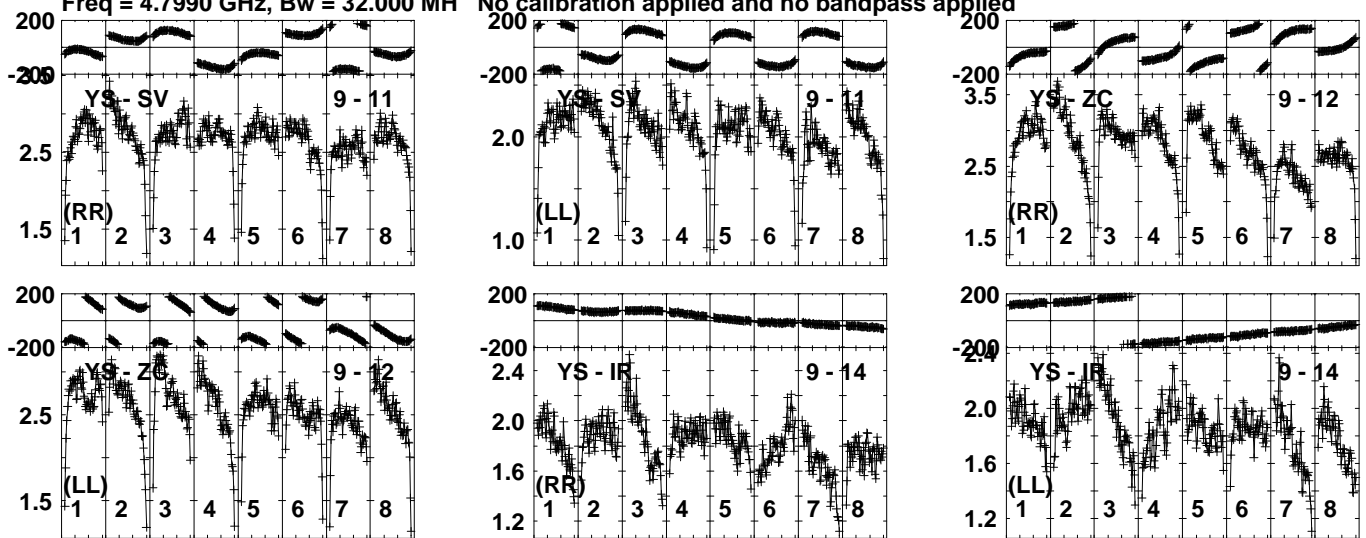 Freq = 4.7990 GHz, Bw = 32.000 MH No calibration applied and no bandpass applied
200
-200
3.5
2.5
1.5
YS - SV 9 - 11
(RR)
1 2 3 4 5 6 7 8
200
-200
2.0
1.0
YS - SV 9 - 11
(LL)
1 2 3 4 5 6 7 8
200
-200
3.5
2.5
1.5
YS - ZC 9 - 12
(RR)
1 2 3 4 5 6 7 8
200
-200
2.5
1.5
YS - ZC 9 - 12
(LL)
1 2 3 4 5 6 7 8
200
-200
2.4
2.0
1.6
1.2
YS - IR 9 - 14
(RR)
1 2 3 4 5 6 7 8
200
-200
2.4
2.0
1.6
1.2
YS - IR 9 - 14
(LL)
1 2 3 4 5 6 7 8